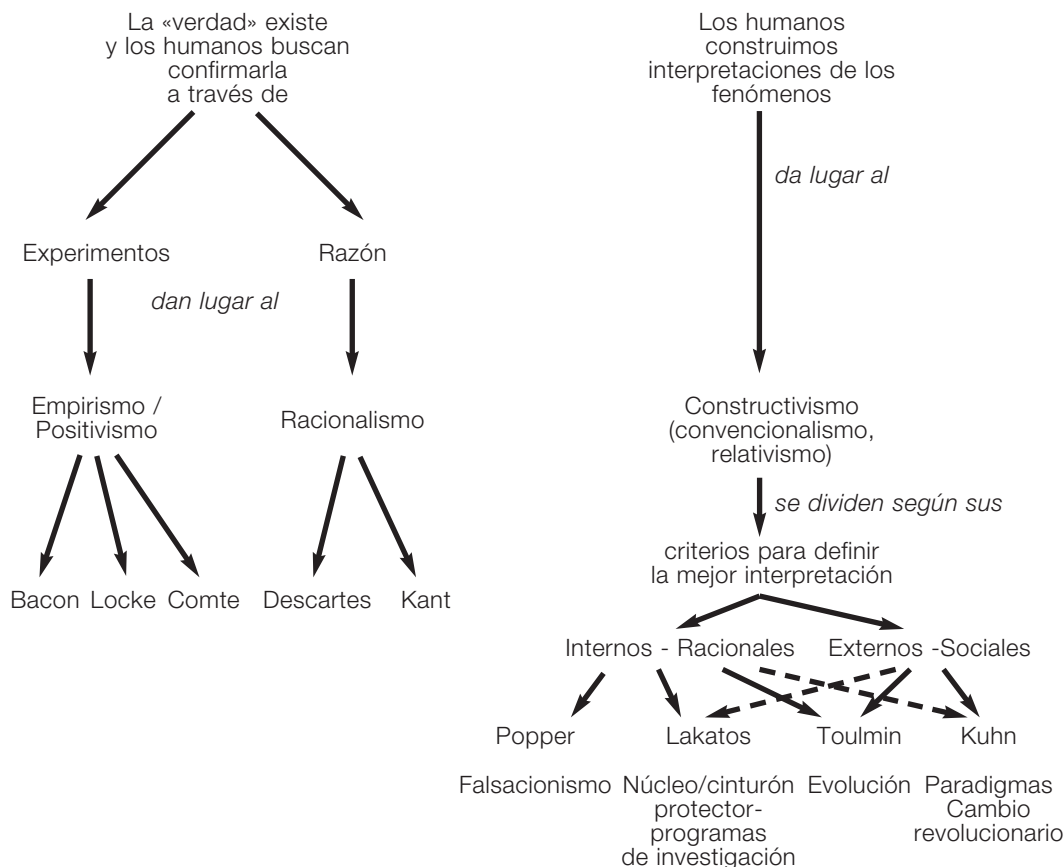 La «verdad» existe
y los humanos buscan
confirmarla
a través de
Experimentos
Razón
dan lugar al
Empirismo /
Positivismo
Racionalismo
Bacon
Locke
Comte
Descartes
Kant
Los humanos
construimos
interpretaciones de los
fenómenos
da lugar al
Constructivismo
(convencionalismo,
relativismo)
se dividen según sus
criterios para definir
la mejor interpretación
Internos - Racionales
Externos -Sociales
Popper
Lakatos
Toulmin
Kuhn
Falsacionismo
Núcleo/cinturón
protector-
programas
de investigación
Evolución
Paradigmas
Cambio
revolucionario